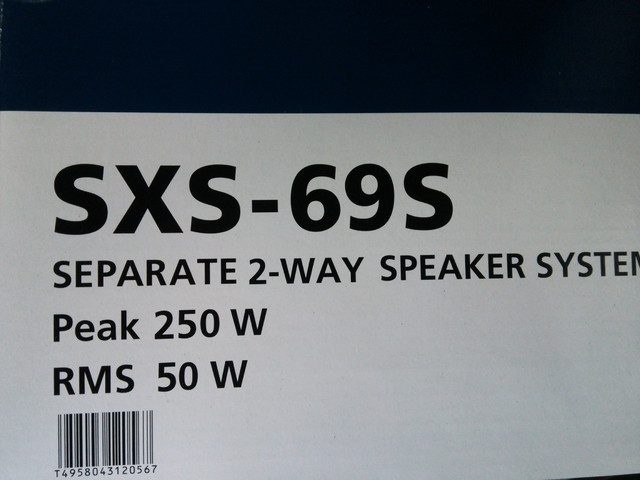 SXS-69S
SEPARATE 2-WAY SPEAKER SYSTEM
Peak 250 W
RMS 50 W
T4958043120567